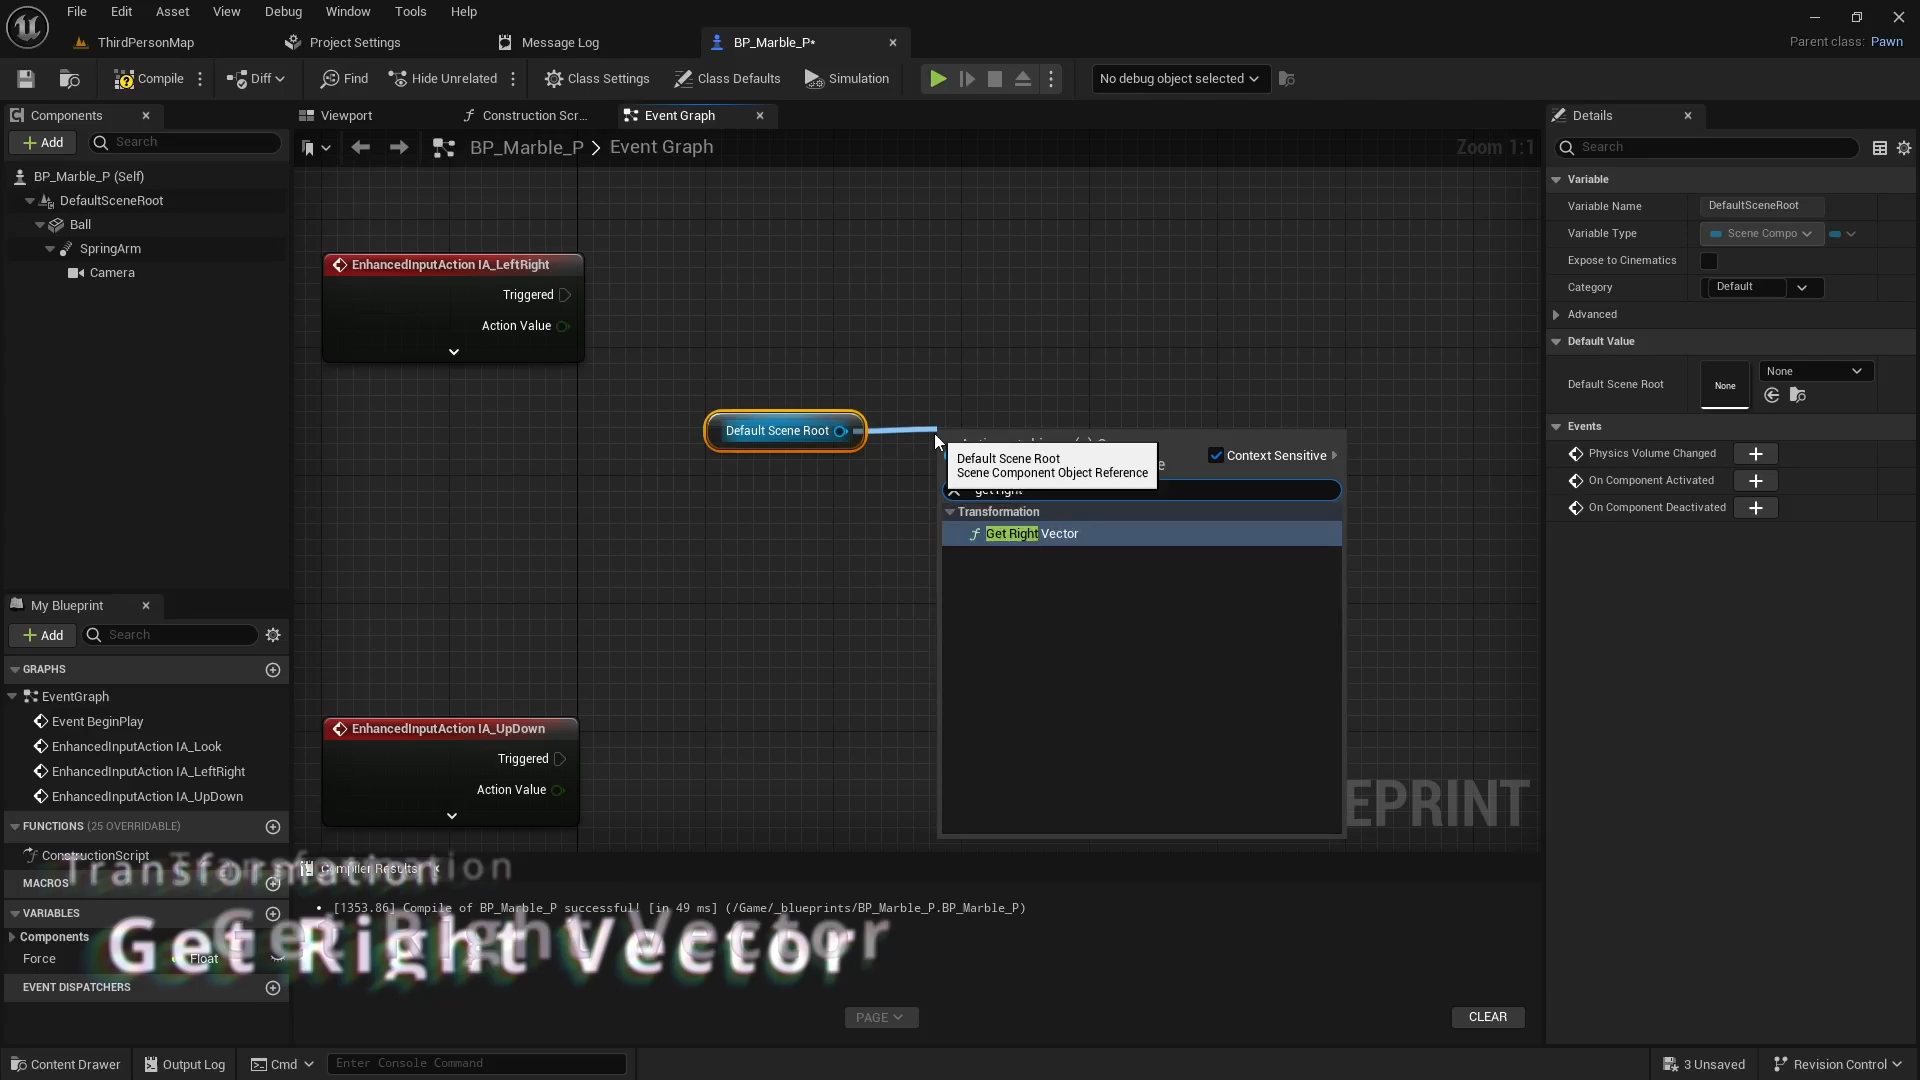 File Edit Asset View Debug Window Tools Help
ThirdPersonMap Project Settings Message Log BP_Marble_P*
Parent class: Pawn
Compile Diff Find Hide Unrelated Class Settings Class Defaults Simulation No debug object selected
Components
Add Search
BP_Marble_P (Self)
DefaultSceneRoot
Ball
SpringArm
Camera
Viewport Construction Scr... Event Graph
BP_Marble_P > Event Graph
Zoom 1:1
EnhancedInputAction IA_LeftRight
Triggered
Action Value
Default Scene Root
EnhancedInputAction IA_UpDown
Triggered
Action Value
Default Scene Root
Scene Component Object Reference
Context Sensitive
get right
Transformation
Get Right Vector
EPRINT
My Blueprint
Add Search
GRAPHS
EventGraph
Event BeginPlay
EnhancedInputAction IA_Look
EnhancedInputAction IA_LeftRight
EnhancedInputAction IA_UpDown
FUNCTIONS (25 OVERRIDABLE)
ConstructionScript
MACROS
VARIABLES
Components
Force Float
EVENT DISPATCHERS
Transformation
Get Right Vector
Compiler Results
[1353.86] Compile of BP_Marble_P successful! [in 49 ms] (/Game/_blueprints/BP_Marble_P.BP_Marble_P)
PAGE
CLEAR
Details
Search
Variable
Variable Name DefaultSceneRoot
Variable Type Scene Compo
Expose to Cinematics
Category Default
Advanced
Default Value
Default Scene Root None None
Events
Physics Volume Changed
On Component Activated
On Component Deactivated
Content Drawer Output Log Cmd Enter Console Command
3 Unsaved Revision Control